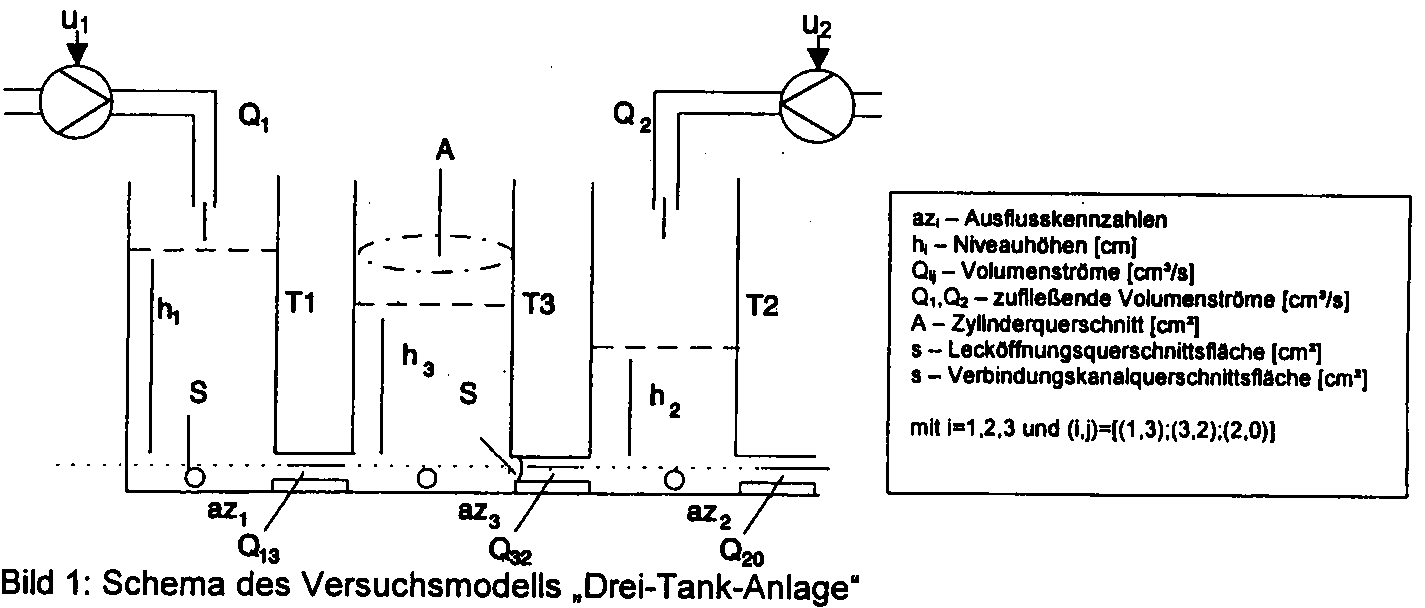 u1
u2
Q1
Q2
A
az₁ – Ausflusskennzahlen
hᵢ – Niveauhöhen [cm]
Qᵢⱼ – Volumenströme [cm³/s]
Q₁,Q₂ – zufließende Volumenströme [cm³/s]
A – Zylinderquerschnitt [cm²]
s – Lecköffnungsquerschnittsfläche [cm²]
s – Verbindungskanalquerschnittsfläche [cm²]
mit i=1,2,3 und (i,j)=[(1,3);(3,2);(2,0)]
h1
T1
T3
T2
h3
S
S
h2
az1
az3
az2
Q13
Q32
Q20
Bild 1: Schema des Versuchsmodells „Drei-Tank-Anlage“